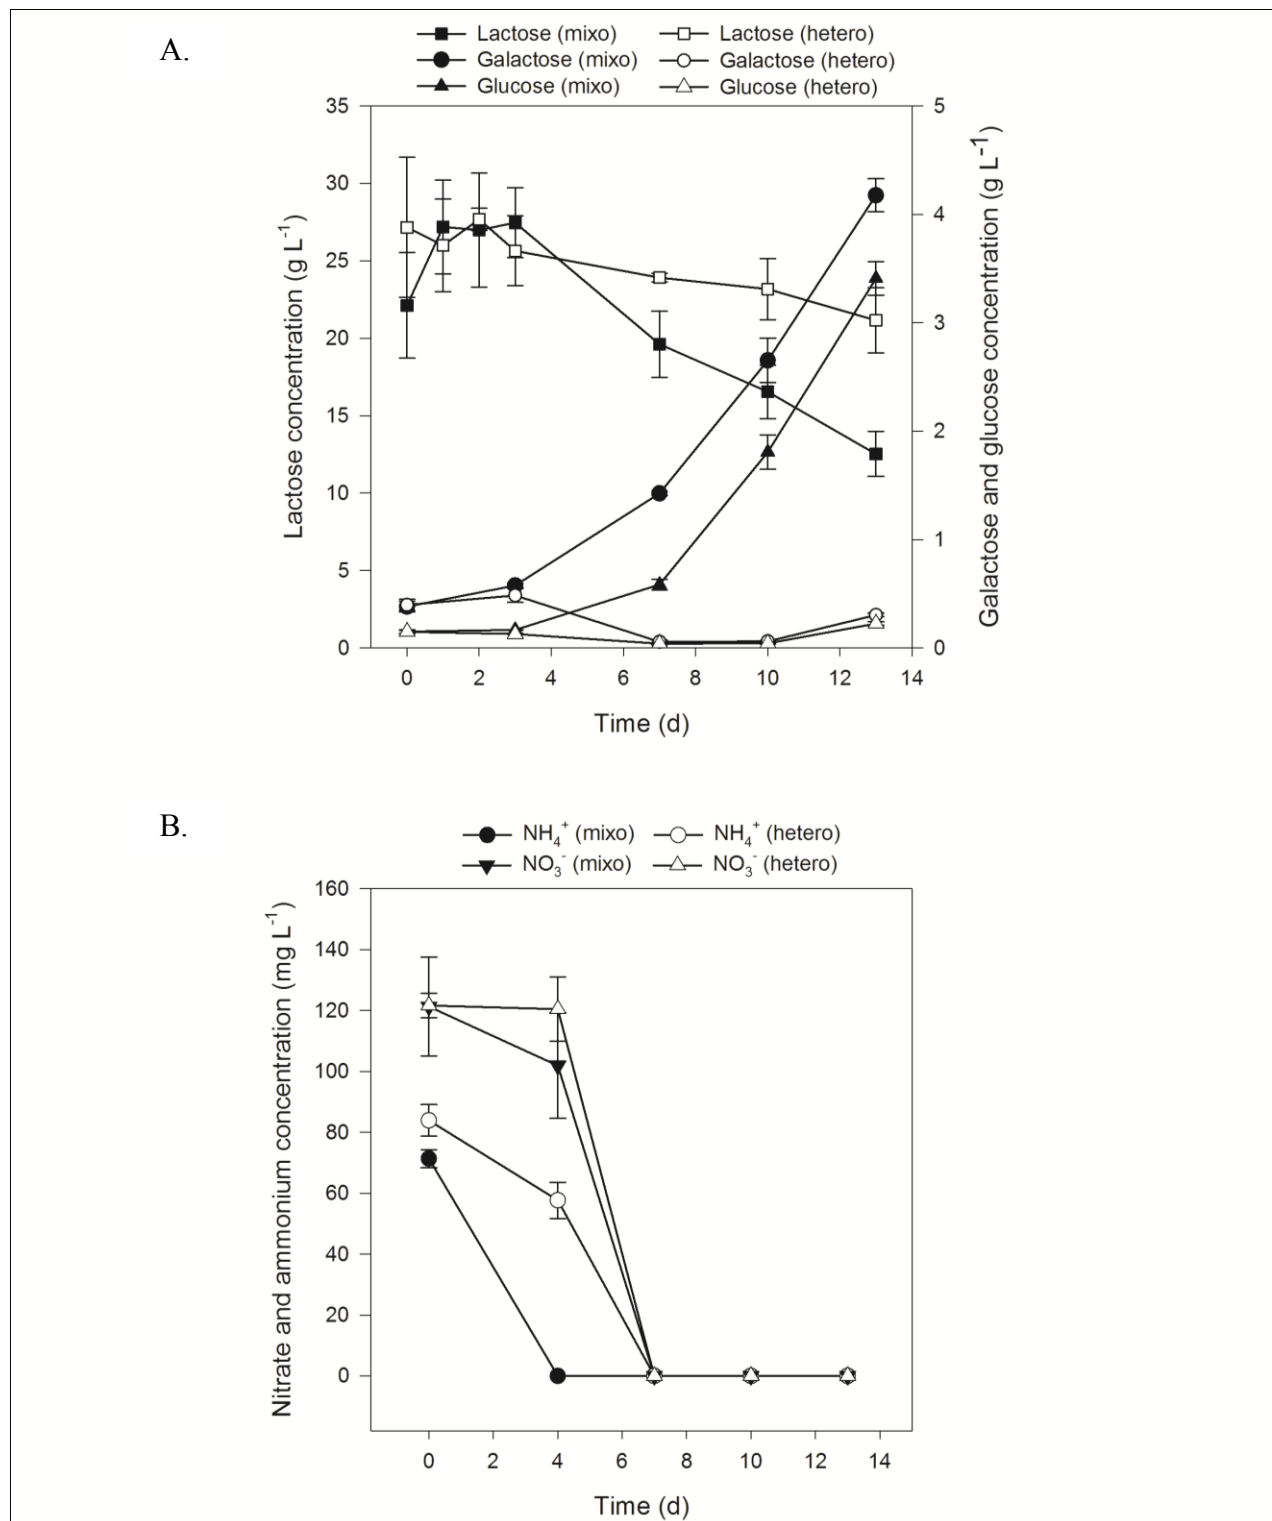 A.
Lactose (mixo) Lactose (hetero)
Galactose (mixo) Galactose (hetero)
Glucose (mixo) Glucose (hetero)
35 5
30
4
25
3
20
15
2
10
1
5
0 0
Lactose concentration (g L⁻¹)
Galactose and glucose concentration (g L⁻¹)
0 2 4 6 8 10 12 14
Time (d)
B.
NH₄⁺ (mixo) NH₄⁺ (hetero)
NO₃⁻ (mixo) NO₃⁻ (hetero)
160
140
120
100
80
60
40
20
0
Nitrate and ammonium concentration (mg L⁻¹)
0 2 4 6 8 10 12 14
Time (d)